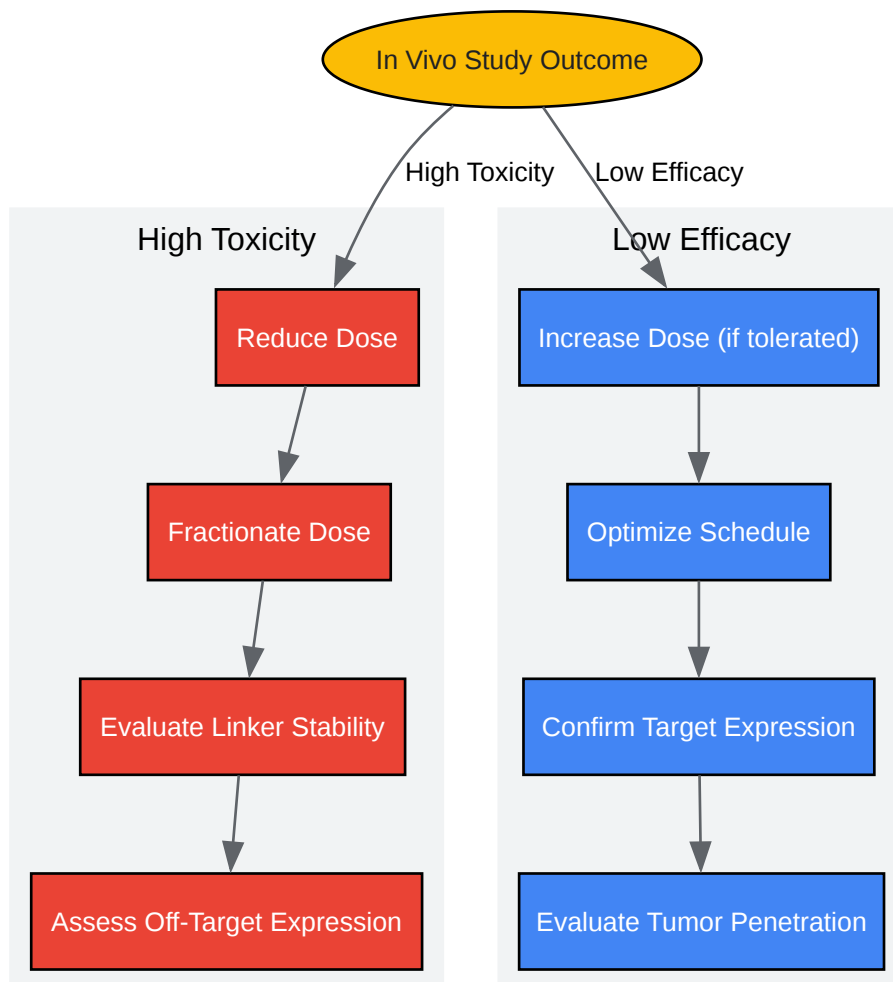 In Vivo Study Outcome
High Toxicity
Low Efficacy
High Toxicity
Low Efficacy
Reduce Dose
Increase Dose (if tolerated)
Fractionate Dose
Optimize Schedule
Evaluate Linker Stability
Confirm Target Expression
Assess Off-Target Expression
Evaluate Tumor Penetration